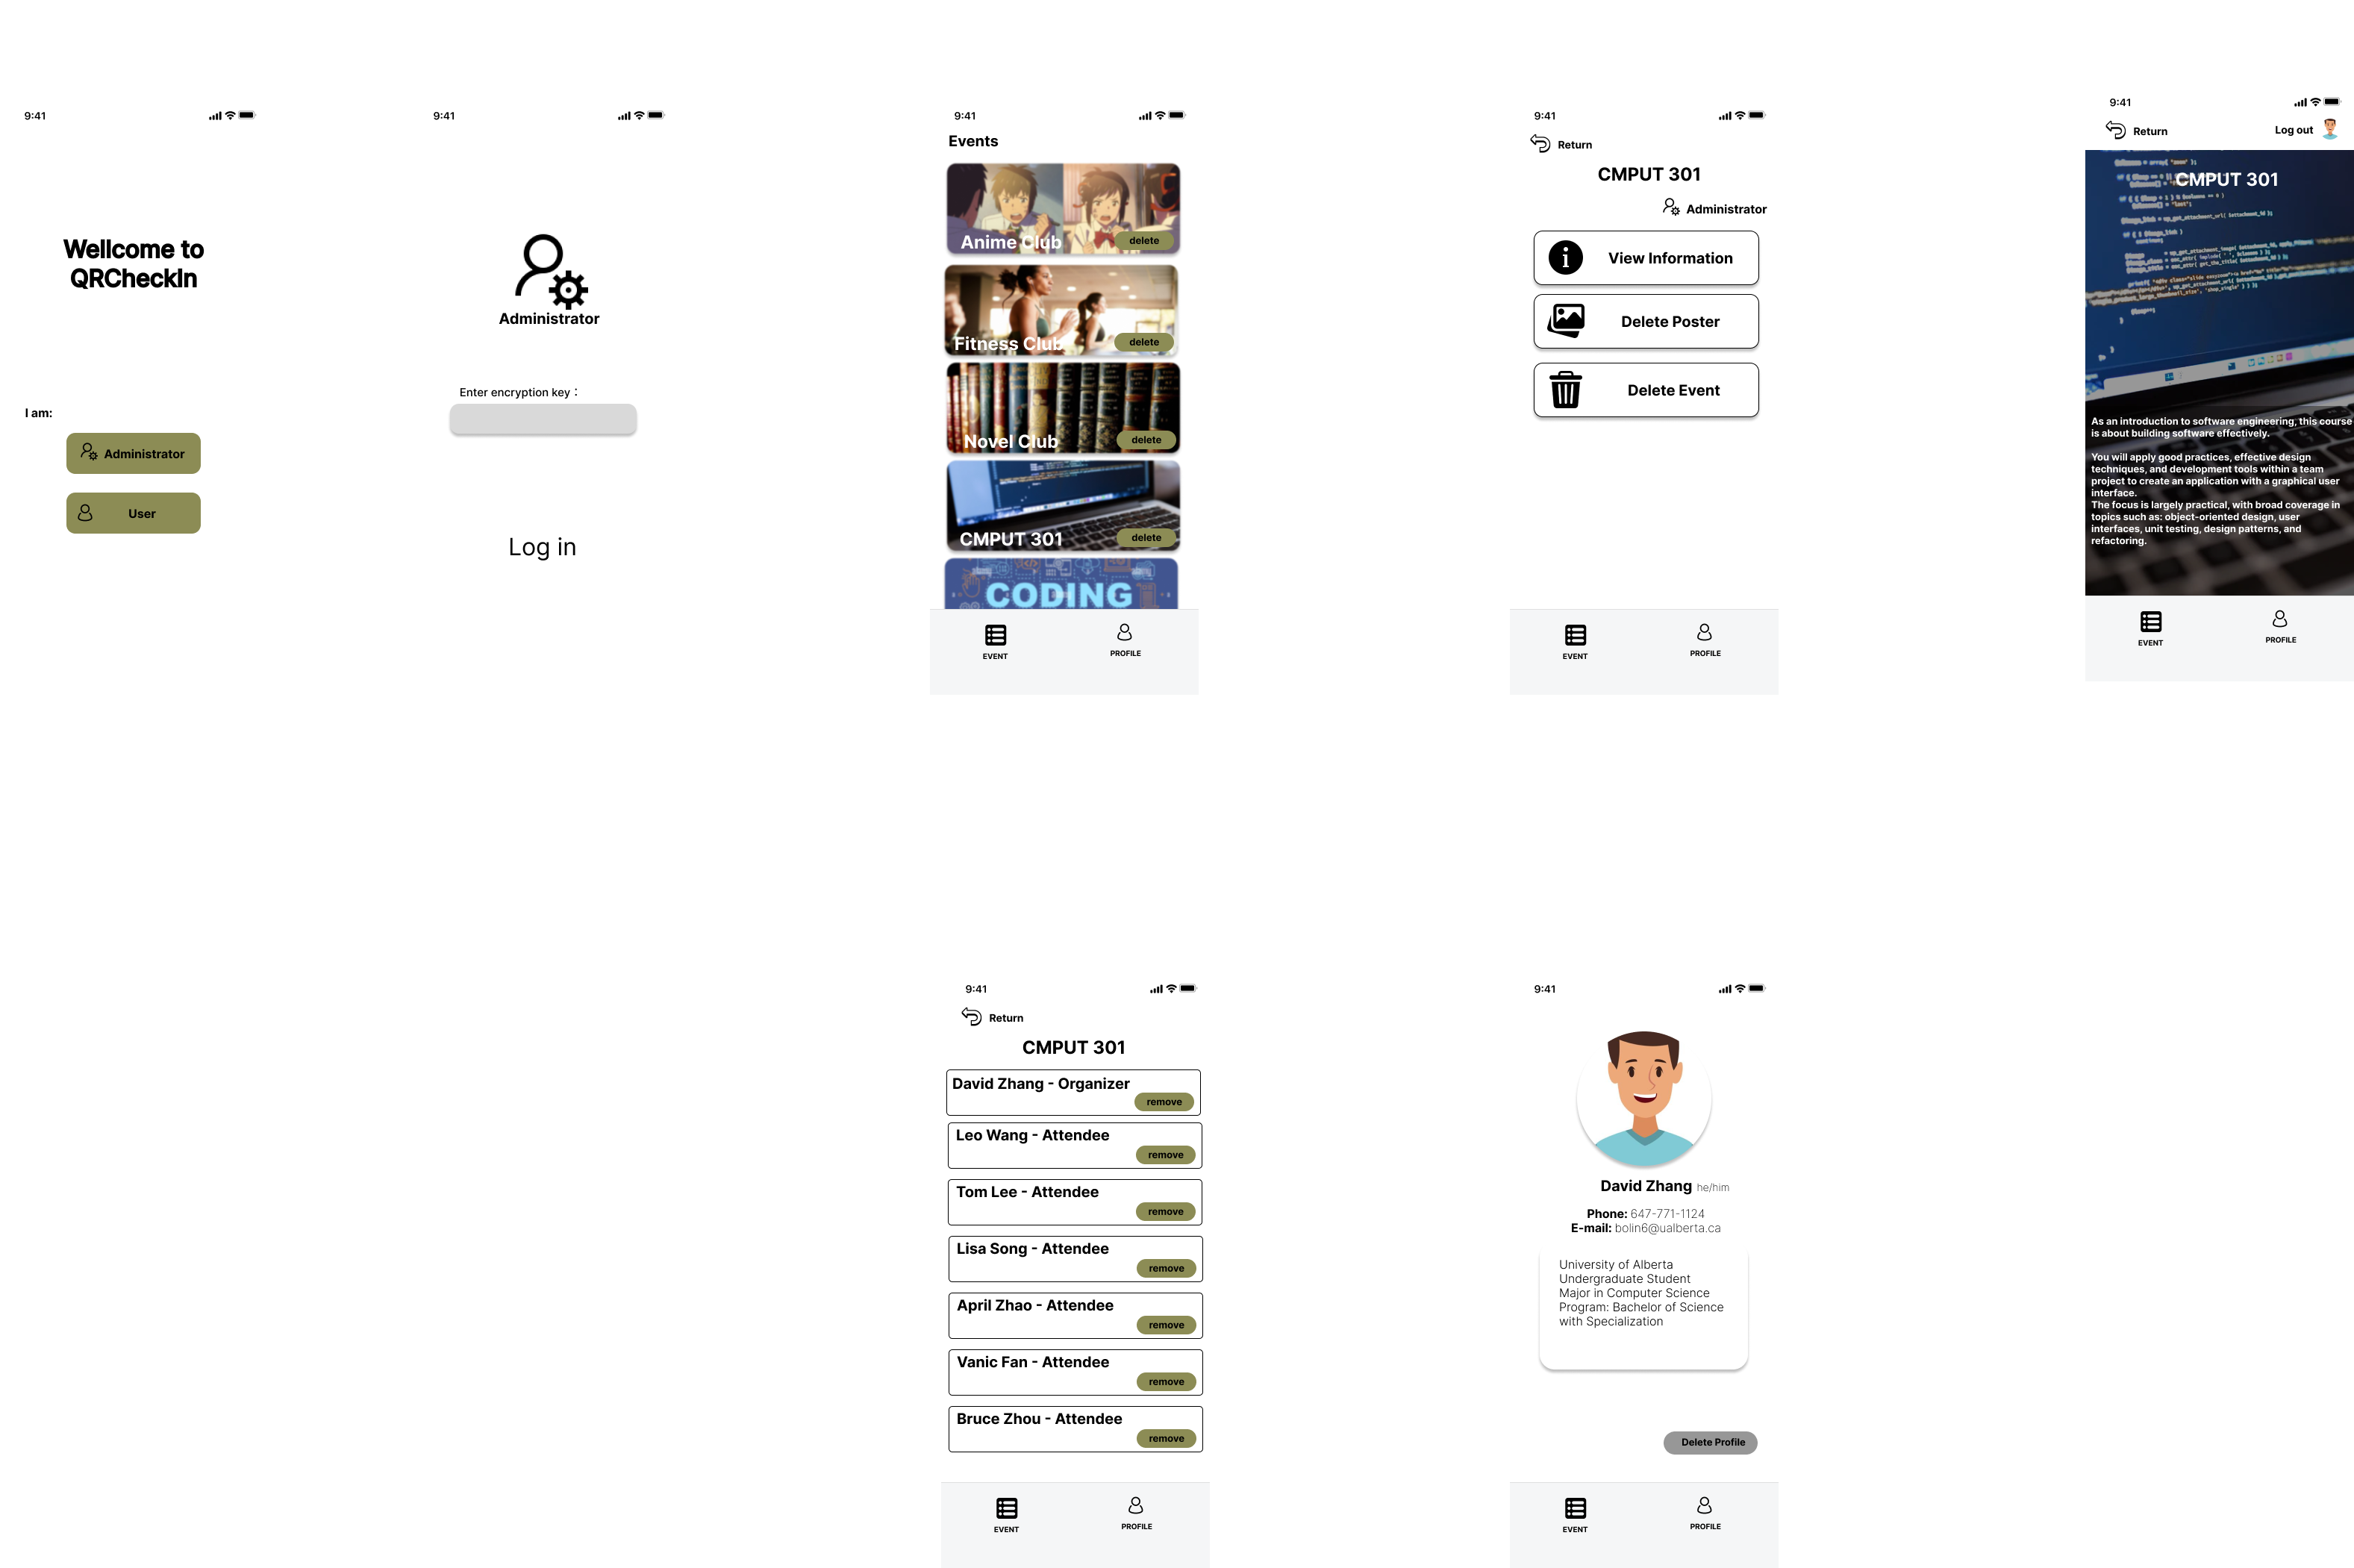 9:41
Wellcome to
QRCheckIn
I am:
Administrator
User
9:41
Administrator
Enter encryption key：
Log in
9:41
Events
Anime Club
delete
Fitness Club
delete
Novel Club
delete
CMPUT 301
delete
CODING
EVENT
PROFILE
9:41
Return
CMPUT 301
Administrator
View Information
Delete Poster
Delete Event
EVENT
PROFILE
9:41
Return
Log out
CMPUT 301
As an introduction to software engineering, this course
is about building software effectively.
You will apply good practices, effective design
techniques, and development tools within a team
project to create an application with a graphical user
interface.
The focus is largely practical, with broad coverage in
topics such as: object-oriented design, user
interfaces, unit testing, design patterns, and
refactoring.
EVENT
PROFILE
9:41
Return
CMPUT 301
David Zhang - Organizer
remove
Leo Wang - Attendee
remove
Tom Lee - Attendee
remove
Lisa Song - Attendee
remove
April Zhao - Attendee
remove
Vanic Fan - Attendee
remove
Bruce Zhou - Attendee
remove
EVENT
PROFILE
9:41
David Zhang he/him
Phone: 647-771-1124
E-mail: bolin6@ualberta.ca
University of Alberta
Undergraduate Student
Major in Computer Science
Program: Bachelor of Science
with Specialization
Delete Profile
EVENT
PROFILE